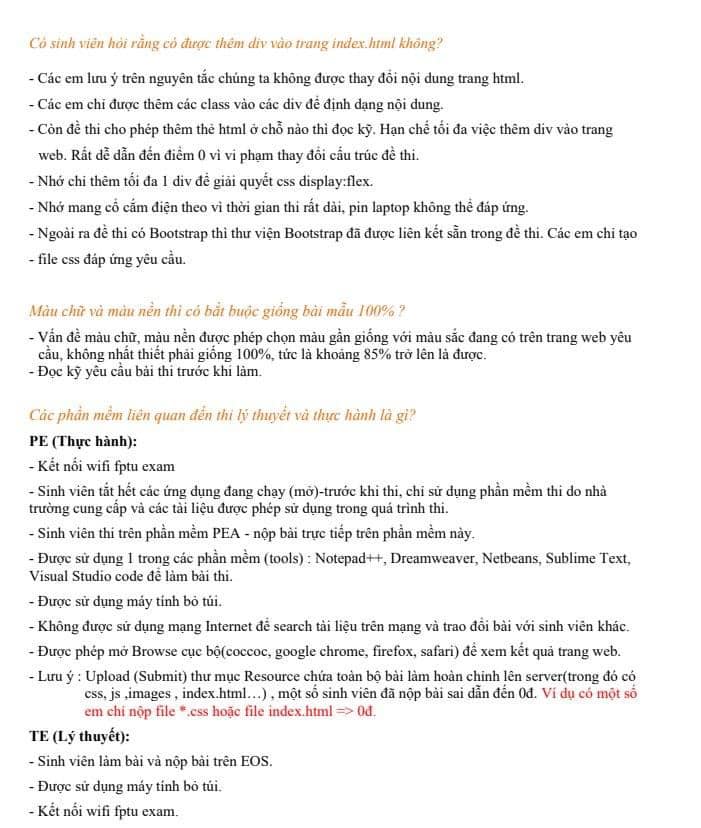 Có sinh viên hỏi rằng có được thêm div vào trang index.html không?
- Các em lưu ý trên nguyên tắc chúng ta không được thay đổi nội dung trang html.
- Các em chỉ được thêm các class vào các div để định dạng nội dung.
- Còn đề thi cho phép thêm thẻ html ở chỗ nào thì đọc kỹ. Hạn chế tối đa việc thêm div vào trang
web. Rất dễ dẫn đến điểm 0 vì vi phạm thay đổi cấu trúc đề thi.
- Nhớ chỉ thêm tối đa 1 div để giải quyết css display:flex.
- Nhớ mang cổ cắm điện theo vì thời gian thi rất dài, pin laptop không thể đáp ứng.
- Ngoài ra đề thi có Bootstrap thì thư viện Bootstrap đã được liên kết sẵn trong đề thi. Các em chỉ tạo
- file css đáp ứng yêu cầu.
Màu chữ và màu nền thì có bắt buộc giống bài mẫu 100% ?
- Vấn đề màu chữ, màu nền được phép chọn màu gần giống với màu sắc đang có trên trang web yêu
cầu, không nhất thiết phải giống 100%, tức là khoảng 85% trở lên là được.
- Đọc kỹ yêu cầu bài thi trước khi làm.
Các phần mềm liên quan đến thi lý thuyết và thực hành là gì?
PE (Thực hành):
- Kết nối wifi fptu exam
- Sinh viên tắt hết các ứng dụng đang chạy (mở)-trước khi thi, chỉ sử dụng phần mềm thi do nhà
trường cung cấp và các tài liệu được phép sử dụng trong quá trình thi.
- Sinh viên thi trên phần mềm PEA - nộp bài trực tiếp trên phần mềm này.
- Được sử dụng 1 trong các phần mềm (tools) : Notepad++, Dreamweaver, Netbeans, Sublime Text,
Visual Studio code để làm bài thi.
- Được sử dụng máy tính bỏ túi.
- Không được sử dụng mạng Internet để search tài liệu trên mạng và trao đổi bài với sinh viên khác.
- Được phép mở Browse cục bộ(coccoc, google chrome, firefox, safari) để xem kết quả trang web.
- Lưu ý : Upload (Submit) thư mục Resource chứa toàn bộ bài làm hoàn chỉnh lên server(trong đó có
css, js ,images , index.html…) , một số sinh viên đã nộp bài sai dẫn đến 0đ. Ví dụ có một số
em chỉ nộp file *.css hoặc file index.html => 0đ.
TE (Lý thuyết):
- Sinh viên làm bài và nộp bài trên EOS.
- Được sử dụng máy tính bỏ túi.
- Kết nối wifi fptu exam.